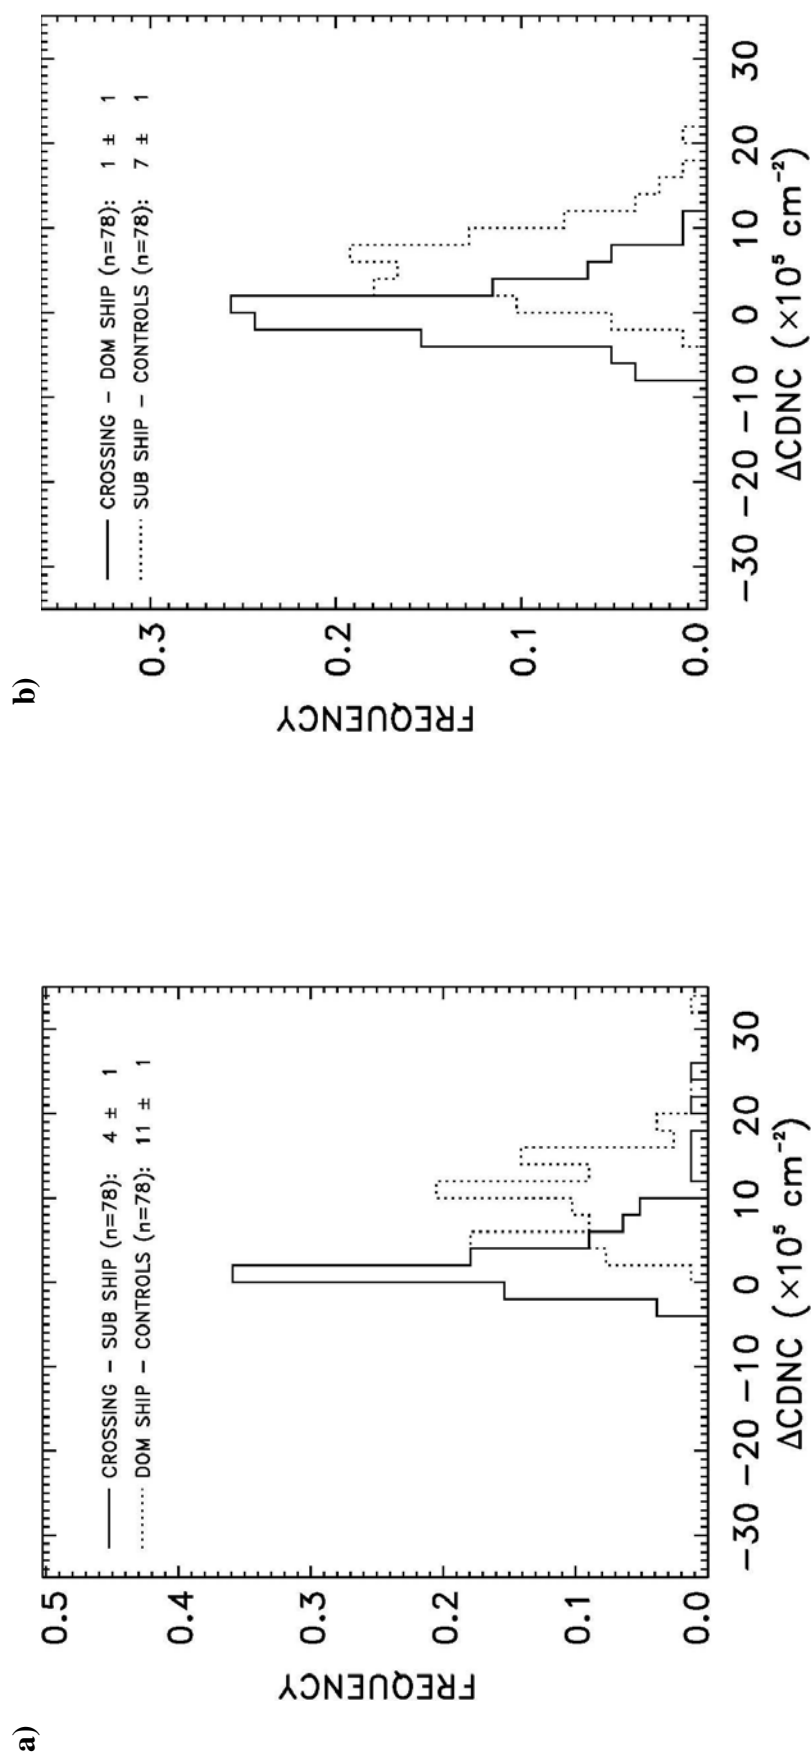 a)
CROSSING – SUB SHIP (n=78): 4 ± 1
DOM SHIP – CONTROLS (n=78): 11 ± 1
0.5
0.4
0.3
0.2
0.1
0.0
FREQUENCY
−30 −20 −10 0 10 20 30
ΔCDNC (×10⁵ cm⁻²)
b)
CROSSING – DOM SHIP (n=78): 1 ± 1
SUB SHIP – CONTROLS (n=78): 7 ± 1
0.3
0.2
0.1
0.0
FREQUENCY
−30 −20 −10 0 10 20 30
ΔCDNC (×10⁵ cm⁻²)